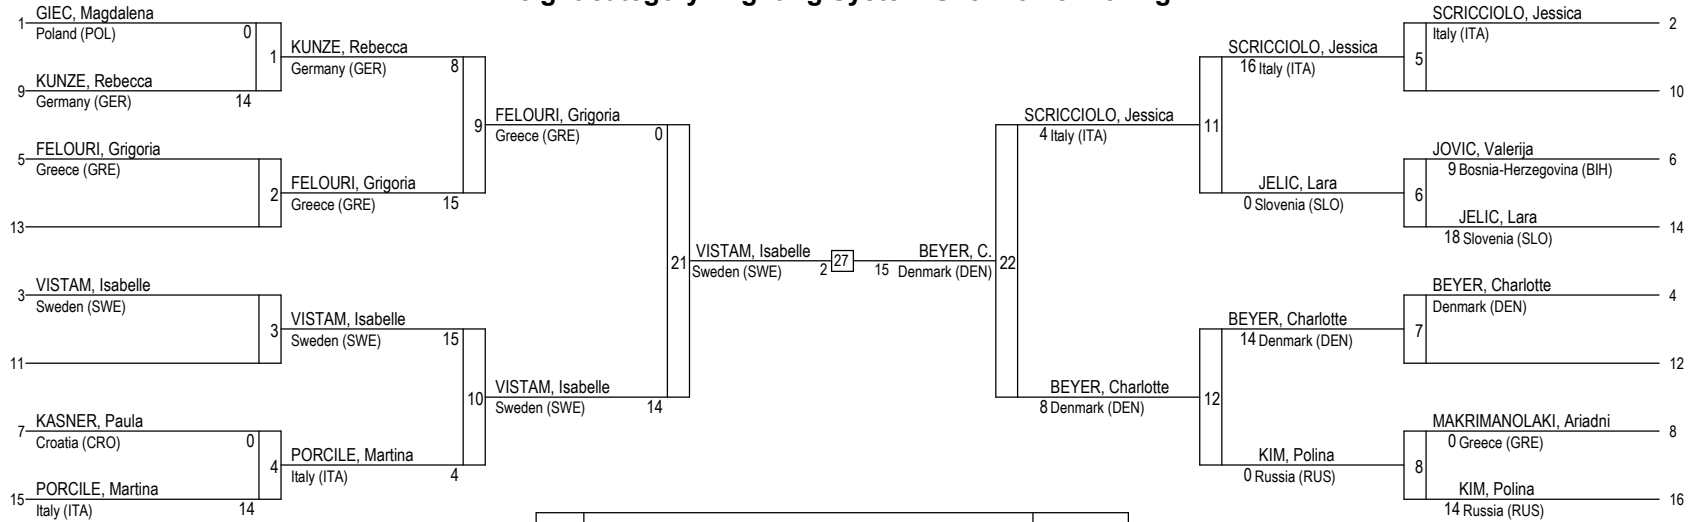 1
GIEC, Magdalena
Poland (POL)
0
1
9
KUNZE, Rebecca
Germany (GER)
14
KUNZE, Rebecca
Germany (GER)
8
5
FELOURI, Grigoria
Greece (GRE)
2
13
FELOURI, Grigoria
Greece (GRE)
15
9
FELOURI, Grigoria
Greece (GRE)
0
3
VISTAM, Isabelle
Sweden (SWE)
3
11
VISTAM, Isabelle
Sweden (SWE)
15
7
KASNER, Paula
Croatia (CRO)
0
4
15
PORCILE, Martina
Italy (ITA)
14
PORCILE, Martina
Italy (ITA)
4
10
VISTAM, Isabelle
Sweden (SWE)
14
21
VISTAM, Isabelle
Sweden (SWE)
2
27
15
BEYER, C.
Denmark (DEN)
22
SCRICCIOLO, Jessica
4 Italy (ITA)
11
BEYER, Charlotte
8 Denmark (DEN)
12
SCRICCIOLO, Jessica
16 Italy (ITA)
5
JELIC, Lara
0 Slovenia (SLO)
6
BEYER, Charlotte
14 Denmark (DEN)
7
KIM, Polina
0 Russia (RUS)
8
SCRICCIOLO, Jessica
Italy (ITA)
2
10
JOVIC, Valerija
9 Bosnia-Herzegovina (BIH)
6
JELIC, Lara
18 Slovenia (SLO)
14
BEYER, Charlotte
Denmark (DEN)
4
12
MAKRIMANOLAKI, Ariadni
0 Greece (GRE)
8
KIM, Polina
14 Russia (RUS)
16